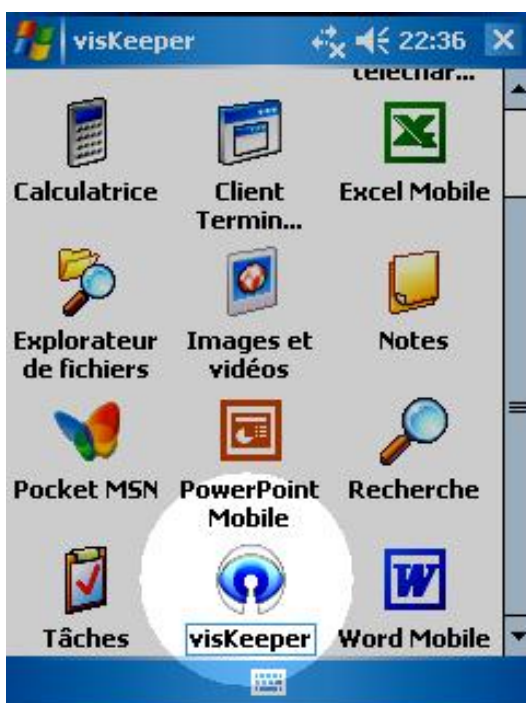 visKeeper 22:36
téléchar...
Calculatrice Client Excel Mobile
Termin...
Explorateur Images et Notes
de fichiers vidéos
Pocket MSN PowerPoint Recherche
Mobile
Tâches visKeeper Word Mobile